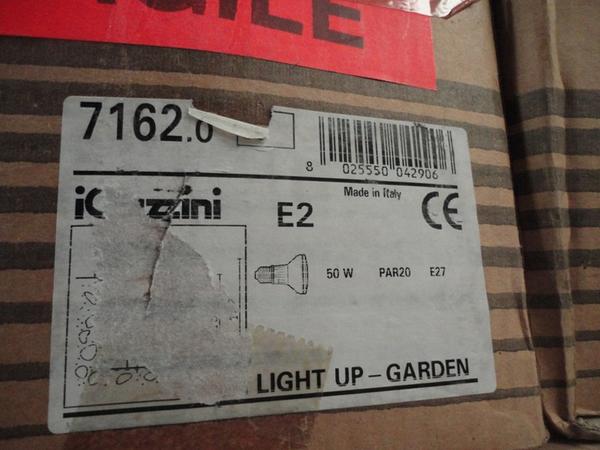 7162.0
8 025550 042906
Made in Italy
E2
CE
50 W PAR20 E27
LIGHT UP – GARDEN